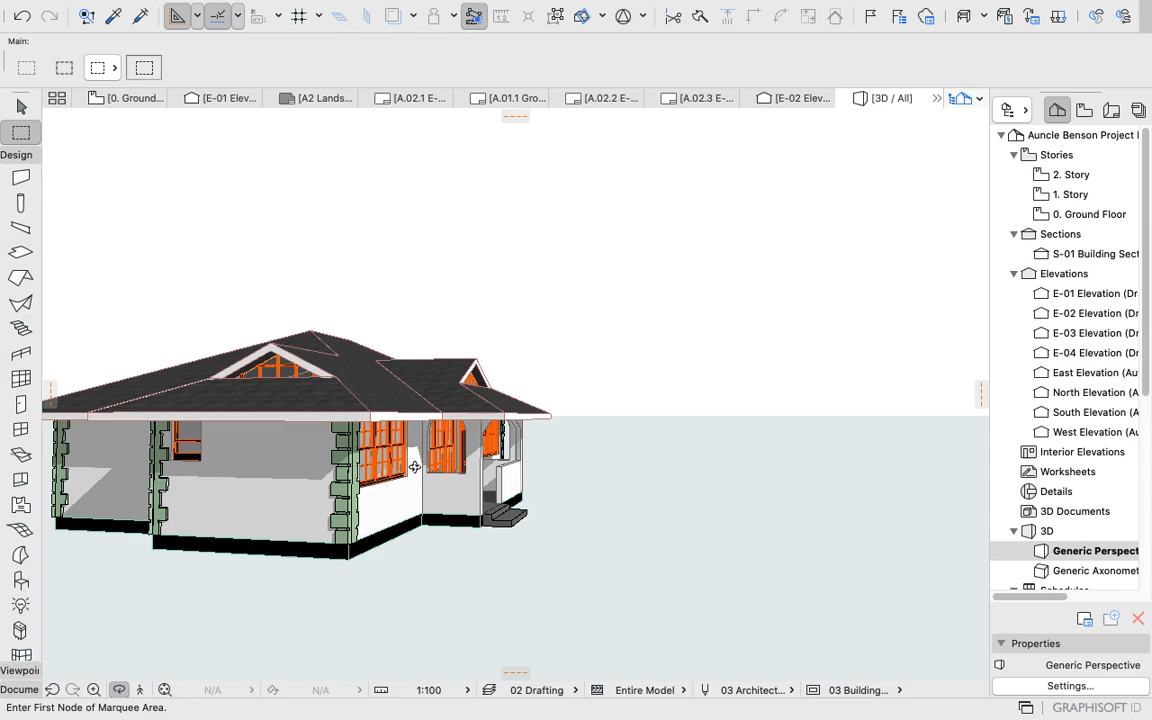 Main:
[0. Ground...
[E-01 Elev...
[A2 Lands...
[A.02.1 E-...
[A.01.1 Gro...
[A.02.2 E-...
[A.02.3 E-...
[E-02 Elev...
[3D / All]
Design
Auncle Benson Project I
Stories
2. Story
1. Story
0. Ground Floor
Sections
S-01 Building Sect
Elevations
E-01 Elevation (Dr
E-02 Elevation (Dr
E-03 Elevation (Dr
E-04 Elevation (Dr
East Elevation (Au
North Elevation (A
South Elevation (A
West Elevation (Au
Interior Elevations
Worksheets
Details
3D Documents
3D
Generic Perspect
Generic Axonomet
Properties
Generic Perspective
Settings...
Viewpoi
Docume
N/A
N/A
1:100
02 Drafting
Entire Model
03 Architect...
03 Building...
Enter First Node of Marquee Area.
GRAPHISOFT ID